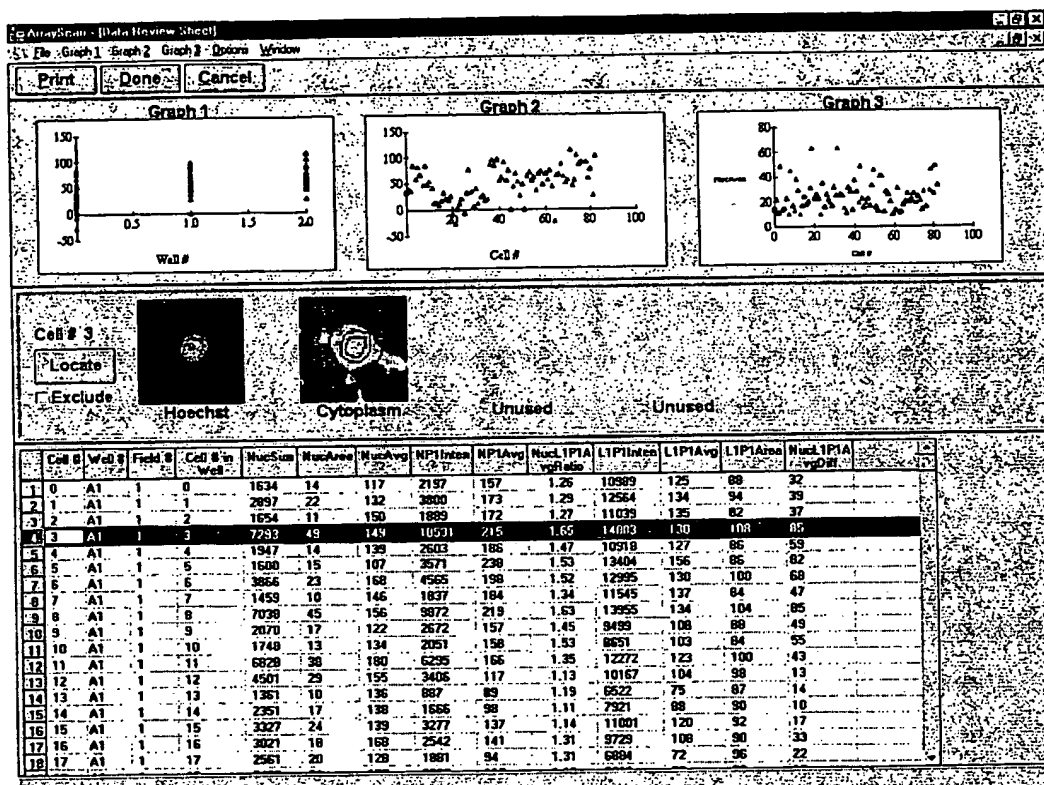 ArrayScan - [Data Review Sheet]
File Graph 1 Graph 2 Graph 3 Options Window
Print Done Cancel
Graph 1 Graph 2 Graph 3
150
100
50
0
-50
0.5 1.0 1.5 2.0
Well #
150
100
50
0
-50
20 40 60 80 100
Cell #
80
60
40
20
0
NucArea
0 20 40 60 80 100
Cell #
Cell # 3
Locate
Exclude
Hoechst Cytoplasm Unused Unused
Cell # Well # Field # Cell # in Well NucSize NucArea NucAvg NP1Inten NP1Avg NucL1P1AvgRatio L1P1Inten L1P1Avg L1P1Area NucL1P1AvgDiff
1 0 A1 1 0 1634 14 117 2197 157 1.26 10989 125 88 32
2 1 A1 1 1 2897 22 132 3800 173 1.29 12564 134 94 39
3 2 A1 1 2 1654 11 150 1889 172 1.27 11039 135 82 37
4 3 A1 1 3 7293 49 149 10591 215 1.65 14003 130 108 85
5 4 A1 1 4 1947 14 139 2603 186 1.47 10918 127 86 59
6 5 A1 1 5 1600 15 107 3571 238 1.53 13404 156 86 82
7 6 A1 1 6 3866 23 168 4565 198 1.52 12995 130 100 68
8 7 A1 1 7 1459 10 146 1837 184 1.34 11545 137 84 47
9 8 A1 1 8 7038 45 156 9872 219 1.63 13955 134 104 85
10 9 A1 1 9 2070 17 122 2672 157 1.45 9499 108 88 49
11 10 A1 1 10 1748 13 134 2051 158 1.53 8651 103 84 55
12 11 A1 1 11 6828 38 180 6295 166 1.35 12272 123 100 43
13 12 A1 1 12 4501 29 155 3406 117 1.13 10167 104 98 13
14 13 A1 1 13 1361 10 136 887 89 1.19 6522 75 87 14
15 14 A1 1 14 2351 17 138 1666 98 1.11 7921 88 90 10
16 15 A1 1 15 3327 24 139 3277 137 1.14 11001 120 92 17
17 16 A1 1 16 3021 18 168 2542 141 1.31 9729 108 90 33
18 17 A1 1 17 2561 20 128 1881 94 1.31 6884 72 96 22